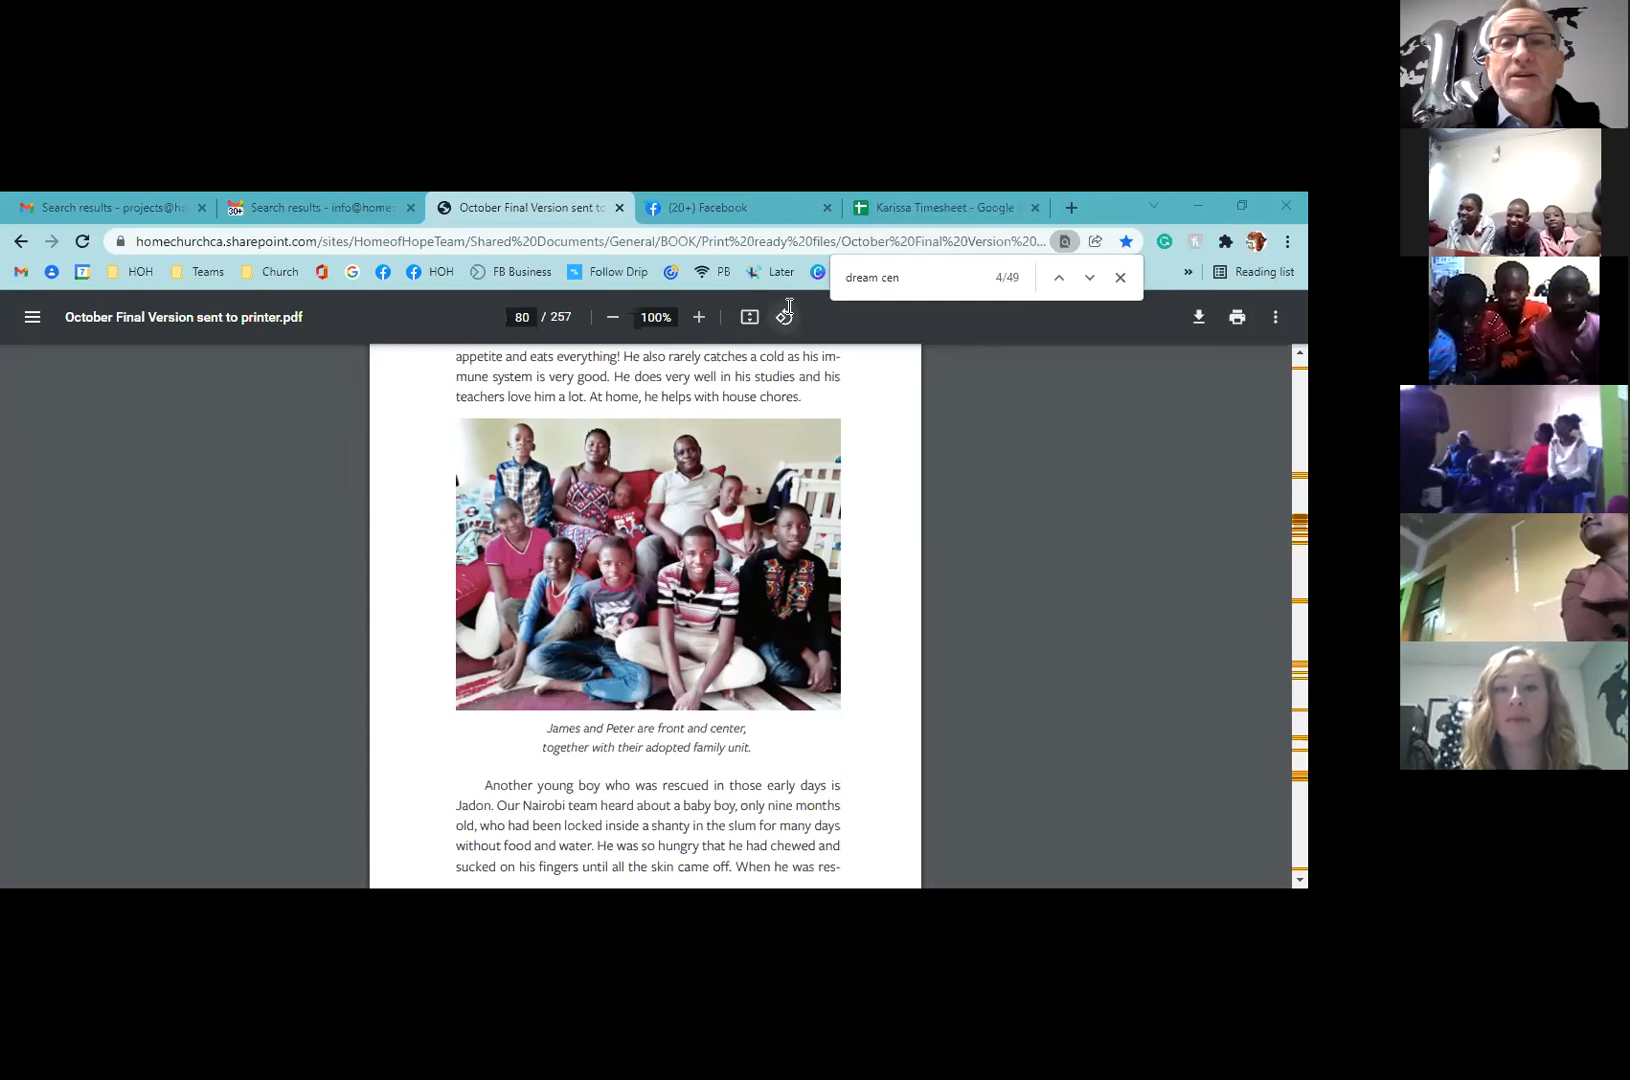 Search results - projects@h
Search results - info@home
October Final Version sent to
(20+) Facebook
Karissa Timesheet - Google
homechurchca.sharepoint.com/sites/HomeofHopeTeam/Shared%20Documents/General/BOOK/Print%20ready%20files/October%20Final%20Version%20...
HOH
Teams
Church
HOH
FB Business
Follow Drip
PB
Later
Reading list
dream cen
4/49
October Final Version sent to printer.pdf
80 / 257
100%
appetite and eats everything! He also rarely catches a cold as his im-
mune system is very good. He does very well in his studies and his
teachers love him a lot. At home, he helps with house chores.
James and Peter are front and center,
together with their adopted family unit.
Another young boy who was rescued in those early days is
Jadon. Our Nairobi team heard about a baby boy, only nine months
old, who had been locked inside a shanty in the slum for many days
without food and water. He was so hungry that he had chewed and
sucked on his fingers until all the skin came off. When he was res-